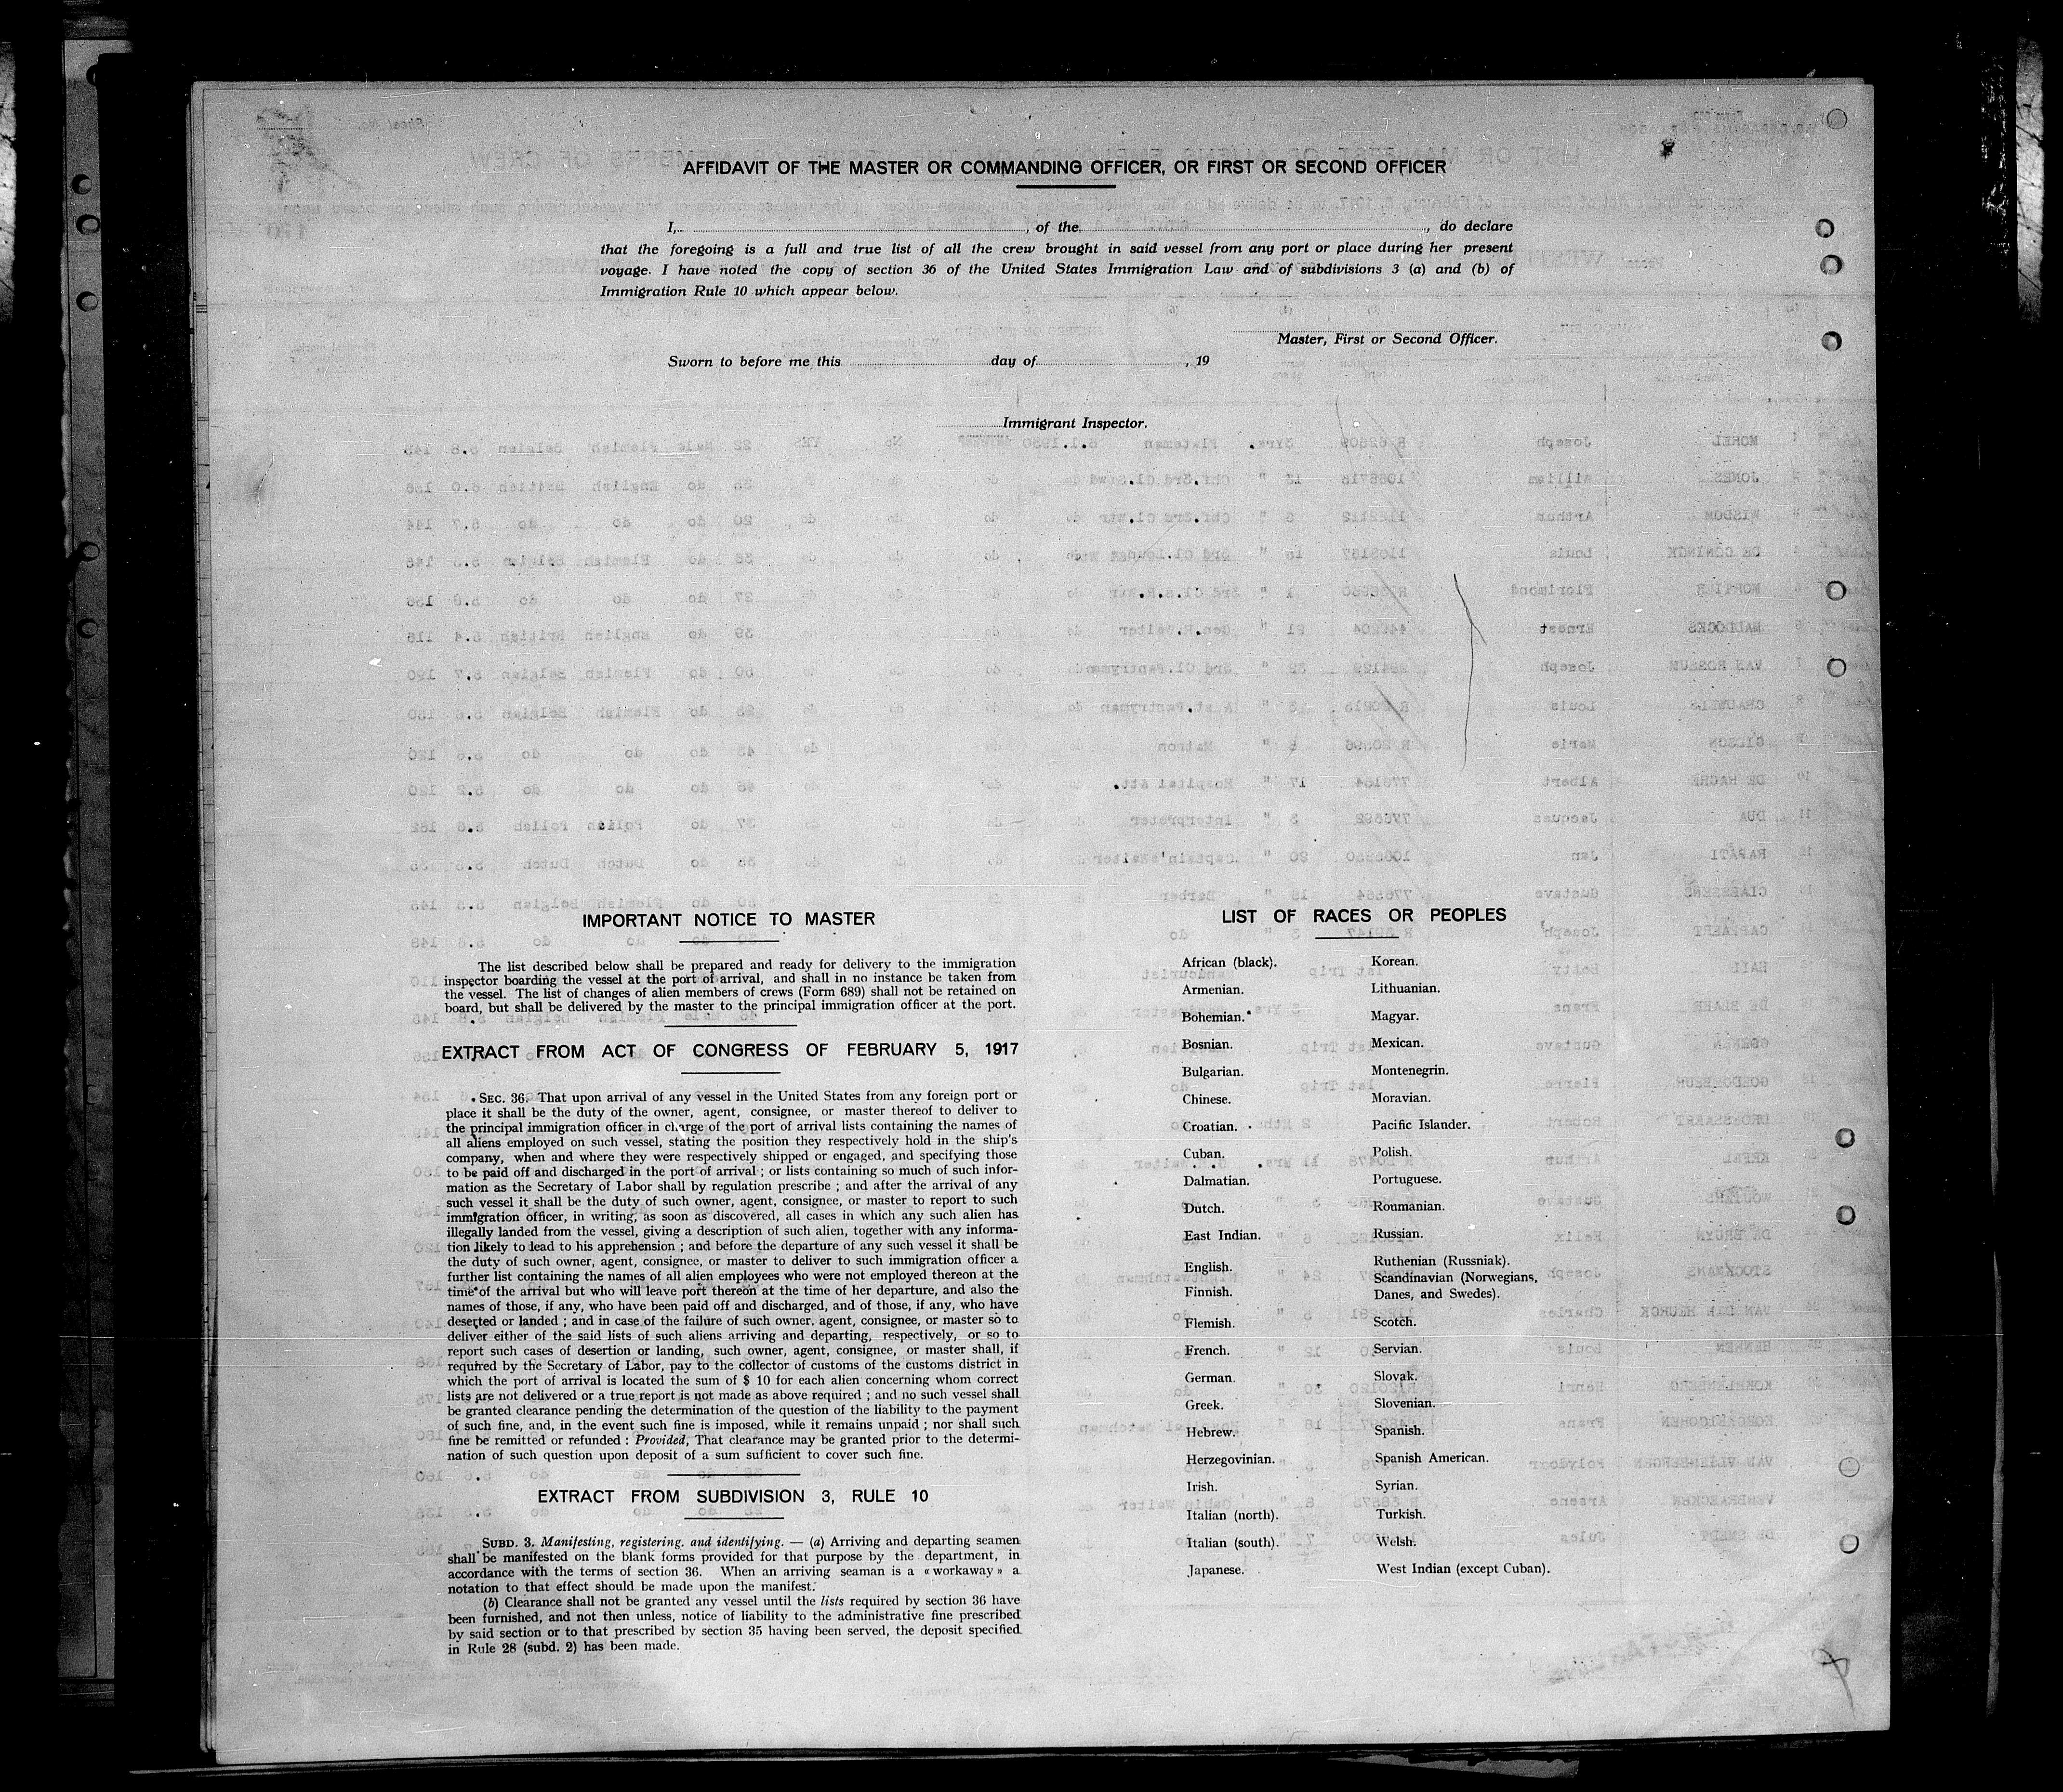 AFFIDAVIT OF THE MASTER OR COMMANDING OFFICER, OR FIRST OR SECOND OFFICER
I, , of the , do declare
that the foregoing is a full and true list of all the crew brought in said vessel from any port or place during her present
voyage. I have noted the copy of section 36 of the United States Immigration Law and of subdivisions 3 (a) and (b) of
Immigration Rule 10 which appear below.
Master, First or Second Officer.
Sworn to before me this day of , 19
Immigrant Inspector.
IMPORTANT NOTICE TO MASTER
The list described below shall be prepared and ready for delivery to the immigration
inspector boarding the vessel at the port of arrival, and shall in no instance be taken from
the vessel. The list of changes of alien members of crews (Form 689) shall not be retained on
board, but shall be delivered by the master to the principal immigration officer at the port.
EXTRACT FROM ACT OF CONGRESS OF FEBRUARY 5, 1917
SEC. 36. That upon arrival of any vessel in the United States from any foreign port or
place it shall be the duty of the owner, agent, consignee, or master thereof to deliver to
the principal immigration officer in charge of the port of arrival lists containing the names of
all aliens employed on such vessel, stating the position they respectively hold in the ship's
company, when and where they were respectively shipped or engaged, and specifying those
to be paid off and discharged in the port of arrival ; or lists containing so much of such infor-
mation as the Secretary of Labor shall by regulation prescribe ; and after the arrival of any
such vessel it shall be the duty of such owner, agent, consignee, or master to report to such
immigration officer, in writing, as soon as discovered, all cases in which any such alien has
illegally landed from the vessel, giving a description of such alien, together with any informa-
tion likely to lead to his apprehension ; and before the departure of any such vessel it shall be
the duty of such owner, agent, consignee, or master to deliver to such immigration officer a
further list containing the names of all alien employees who were not employed thereon at the
time of the arrival but who will leave port thereon at the time of her departure, and also the
names of those, if any, who have been paid off and discharged, and of those, if any, who have
deserted or landed ; and in case of the failure of such owner, agent, consignee, or master so to
deliver either of the said lists of such aliens arriving and departing, respectively, or so to
report such cases of desertion or landing, such owner, agent, consignee, or master shall, if
required by the Secretary of Labor, pay to the collector of customs of the customs district in
which the port of arrival is located the sum of $ 10 for each alien concerning whom correct
lists are not delivered or a true report is not made as above required ; and no such vessel shall
be granted clearance pending the determination of the question of the liability to the payment
of such fine, and, in the event such fine is imposed, while it remains unpaid ; nor shall such
fine be remitted or refunded : Provided, That clearance may be granted prior to the determi-
nation of such question upon deposit of a sum sufficient to cover such fine.
EXTRACT FROM SUBDIVISION 3, RULE 10
SUBD. 3. Manifesting, registering, and identifying. — (a) Arriving and departing seamen
shall be manifested on the blank forms provided for that purpose by the department, in
accordance with the terms of section 36. When an arriving seaman is a « workaway » a
notation to that effect should be made upon the manifest.
(b) Clearance shall not be granted any vessel until the lists required by section 36 have
been furnished, and not then unless, notice of liability to the administrative fine prescribed
by said section or to that prescribed by section 35 having been served, the deposit specified
in Rule 28 (subd. 2) has been made.
LIST OF RACES OR PEOPLES
African (black).
Armenian.
Bohemian.
Bosnian.
Bulgarian.
Chinese.
Croatian.
Cuban.
Dalmatian.
Dutch.
East Indian.
English.
Finnish.
Flemish.
French.
German.
Greek.
Hebrew.
Herzegovinian.
Irish.
Italian (north).
Italian (south).
Japanese.
Korean.
Lithuanian.
Magyar.
Mexican.
Montenegrin.
Moravian.
Pacific Islander.
Polish.
Portuguese.
Roumanian.
Russian.
Ruthenian (Russniak).
Scandinavian (Norwegians,
Danes, and Swedes).
Scotch.
Servian.
Slovak.
Slovenian.
Spanish.
Spanish American.
Syrian.
Turkish.
Welsh.
West Indian (except Cuban).